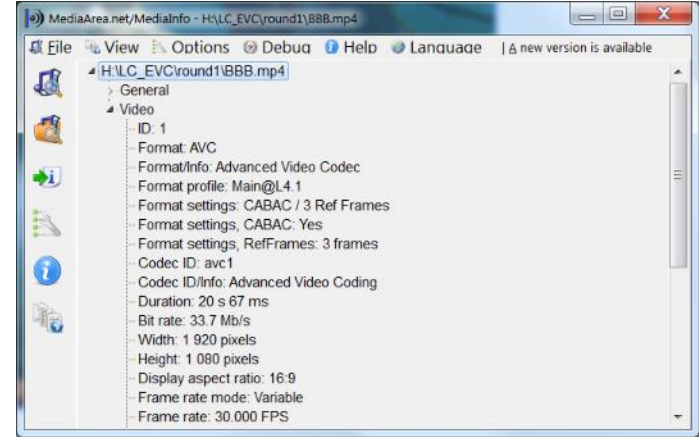 MediaArea.net/MediaInfo - H:\LC_EVC\round1\BBB.mp4
File View Options Debug Help Language | A new version is available
H:\LC_EVC\round1\BBB.mp4
General
Video
ID: 1
Format: AVC
Format/Info: Advanced Video Codec
Format profile: Main@L4.1
Format settings: CABAC / 3 Ref Frames
Format settings, CABAC: Yes
Format settings, RefFrames: 3 frames
Codec ID: avc1
Codec ID/Info: Advanced Video Coding
Duration: 20 s 67 ms
Bit rate: 33.7 Mb/s
Width: 1 920 pixels
Height: 1 080 pixels
Display aspect ratio: 16:9
Frame rate mode: Variable
Frame rate: 30.000 FPS